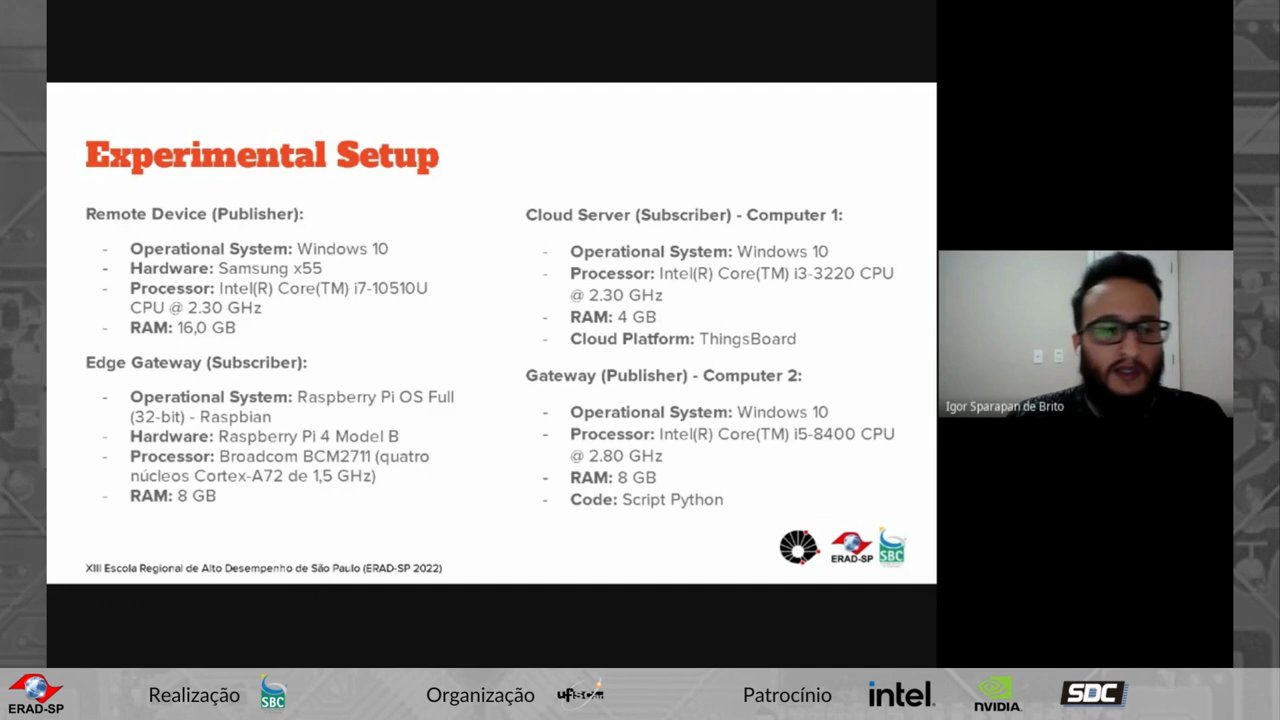 Experimental Setup
Remote Device (Publisher):
- Operational System: Windows 10
- Hardware: Samsung x55
- Processor: Intel(R) Core(TM) i7-10510U
CPU @ 2.30 GHz
- RAM: 16,0 GB
Edge Gateway (Subscriber):
- Operational System: Raspberry Pi OS Full
(32-bit) - Raspbian
- Hardware: Raspberry Pi 4 Model B
- Processor: Broadcom BCM2711 (quatro
núcleos Cortex-A72 de 1,5 GHz)
- RAM: 8 GB
Cloud Server (Subscriber) - Computer 1:
- Operational System: Windows 10
- Processor: Intel(R) Core(TM) i3-3220 CPU
@ 2.30 GHz
- RAM: 4 GB
- Cloud Platform: ThingsBoard
Gateway (Publisher) - Computer 2:
- Operational System: Windows 10
- Processor: Intel(R) Core(TM) i5-8400 CPU
@ 2.80 GHz
- RAM: 8 GB
- Code: Script Python
ERAD-SP SBC
XIII Escola Regional de Alto Desempenho de São Paulo (ERAD-SP 2022)
Igor Sparapan de Brito
ERAD-SP
Realização SBC
Organização ufscar
Patrocínio intel. NVIDIA. SDC